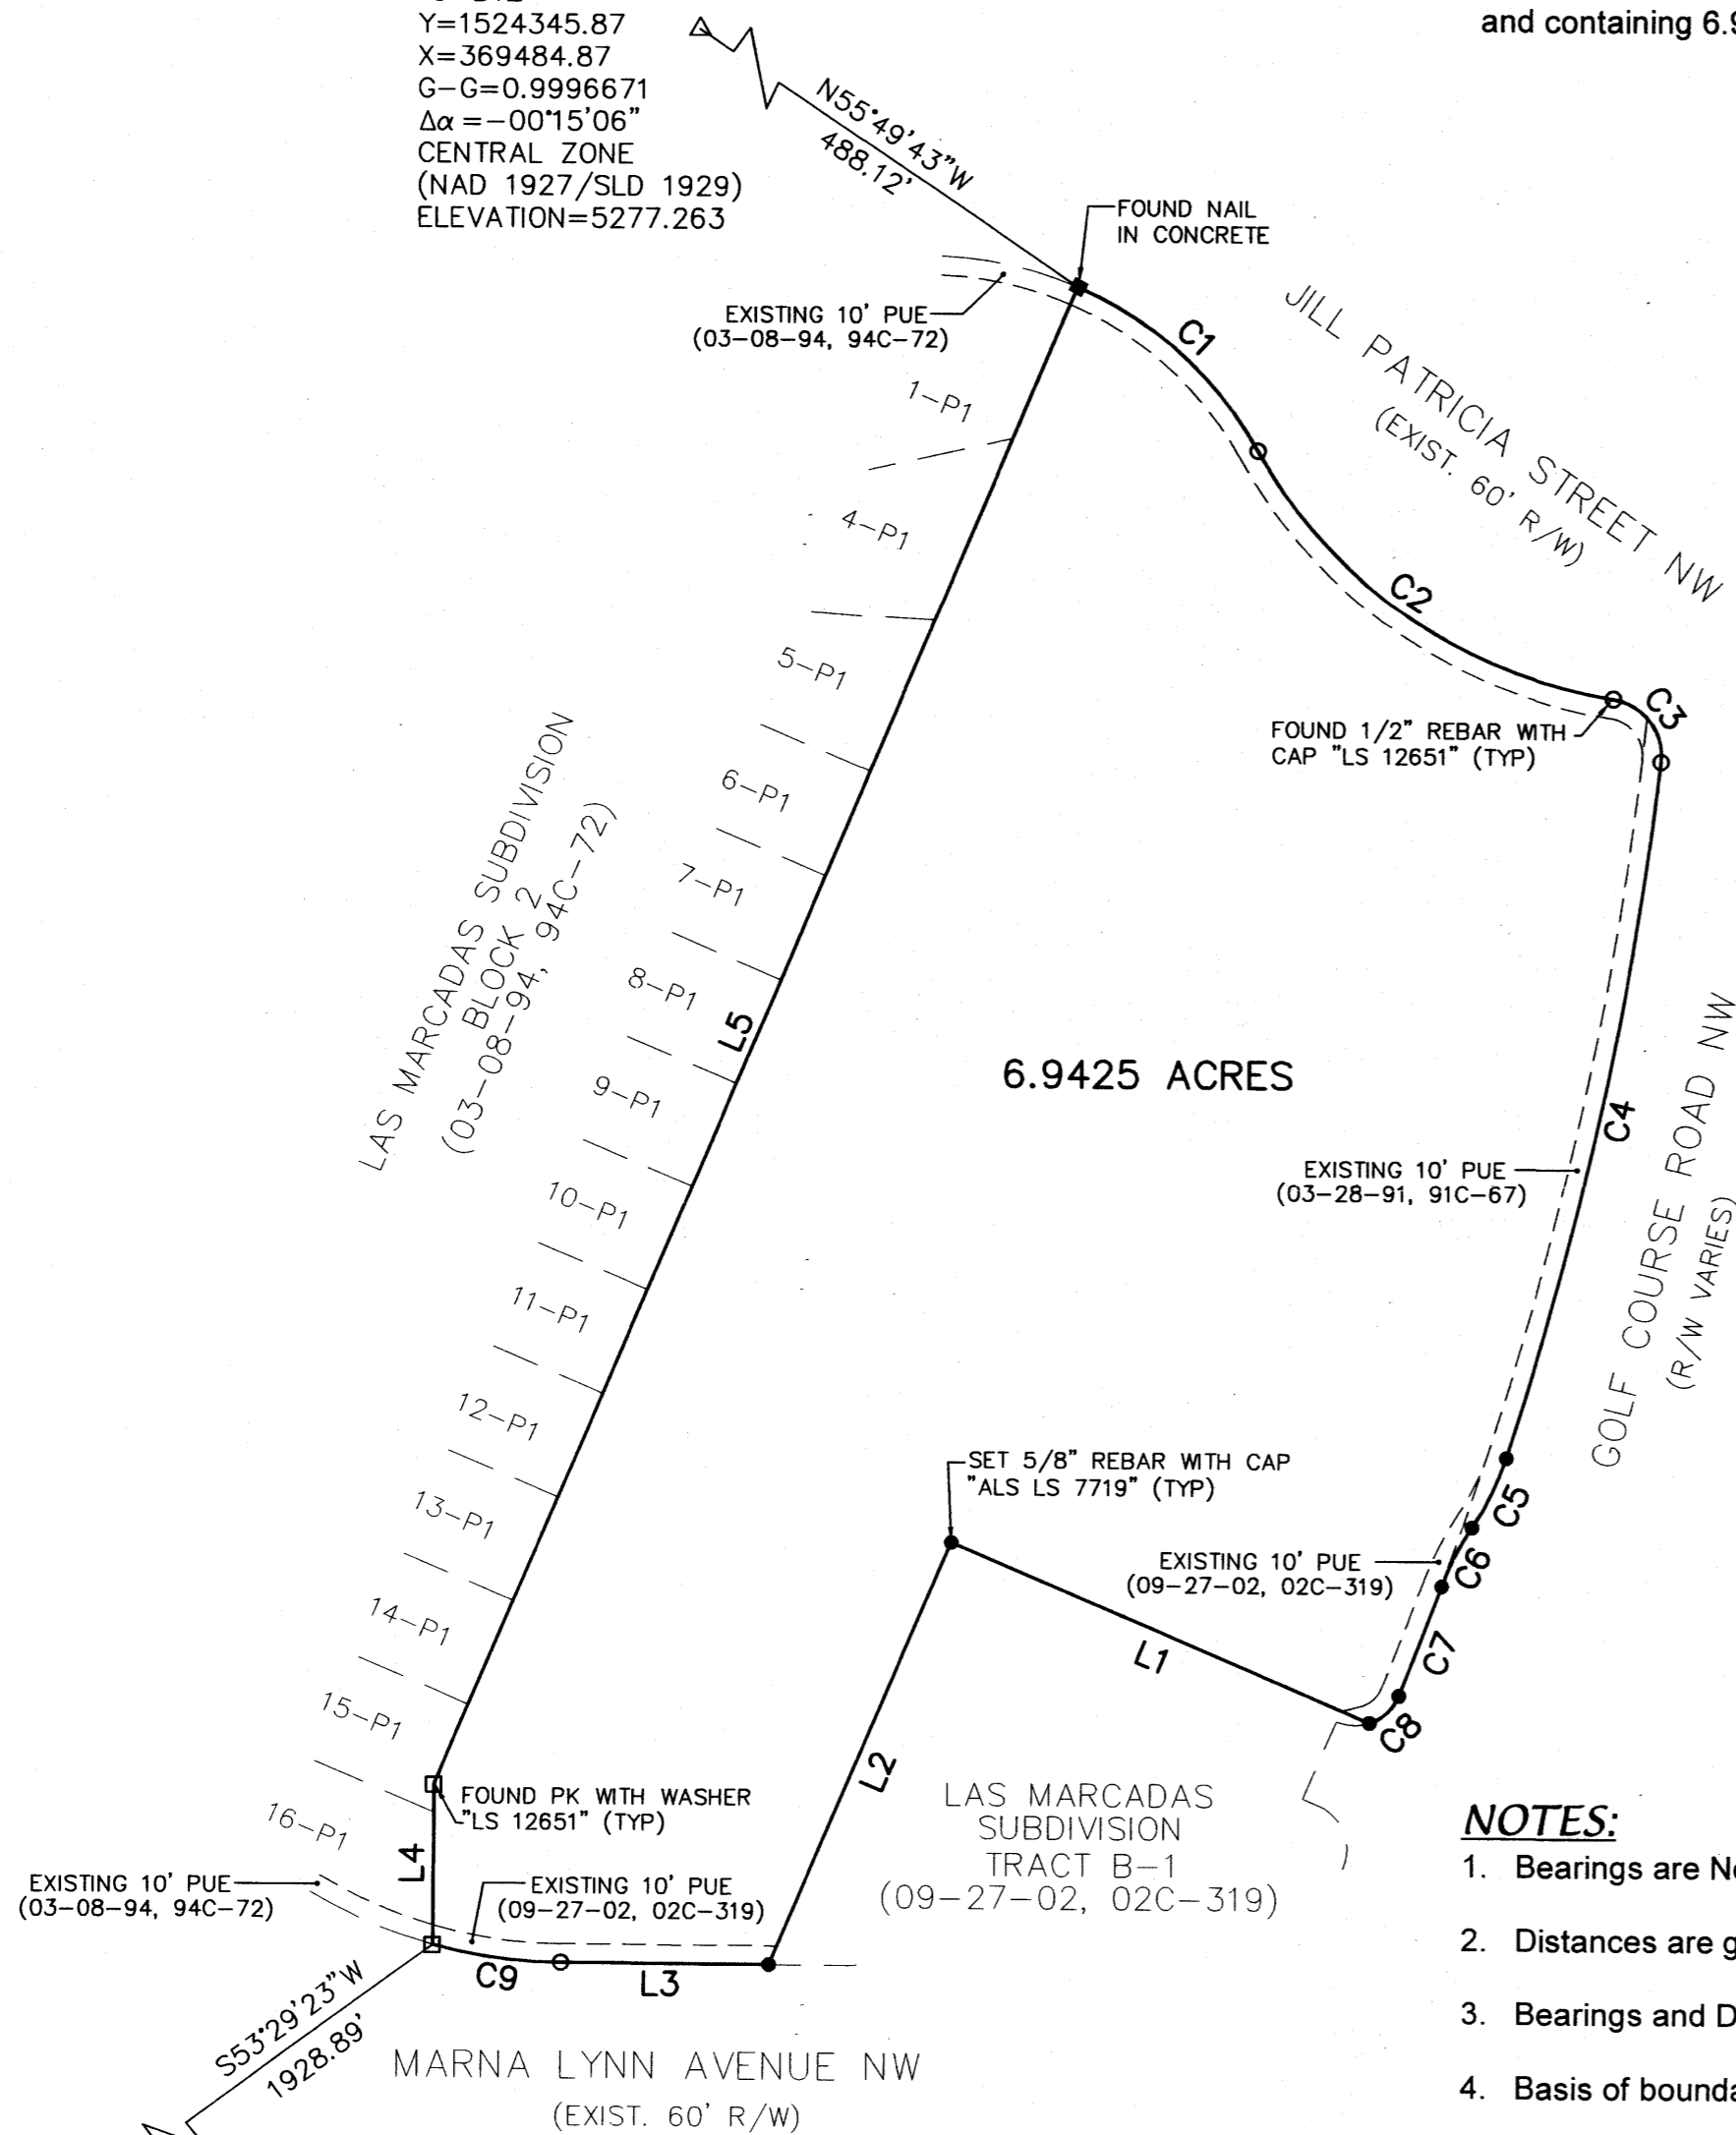 Y=1524345.87
X=369484.87
G-G=0.9996671
Δα=-00°15'06"
CENTRAL ZONE
(NAD 1927/SLD 1929)
ELEVATION=5277.263
and containing 6.9
N55°49'43"W
488.12'
FOUND NAIL
IN CONCRETE
EXISTING 10' PUE
(03-08-94, 94C-72)
C1
JILL PATRICIA STREET NW
(EXIST. 60' R/W)
1-P1
4-P1
C2
5-P1
C3
FOUND 1/2" REBAR WITH
CAP "LS 12651" (TYP)
6-P1
7-P1
LAS MARCADAS SUBDIVISION
BLOCK 2
(03-08-94, 94C-72)
8-P1
L5
6.9425 ACRES
9-P1
C4
GOLF COURSE ROAD NW
(R/W VARIES)
EXISTING 10' PUE
(03-28-91, 91C-67)
10-P1
11-P1
12-P1
SET 5/8" REBAR WITH CAP
"ALS LS 7719" (TYP)
13-P1
C5
EXISTING 10' PUE
(09-27-02, 02C-319)
C6
14-P1
L1
C7
15-P1
C8
L2
FOUND PK WITH WASHER
"LS 12651" (TYP)
LAS MARCADAS
SUBDIVISION
TRACT B-1
(09-27-02, 02C-319)
16-P1
L4
EXISTING 10' PUE
(03-08-94, 94C-72)
EXISTING 10' PUE
(09-27-02, 02C-319)
C9
L3
S53°29'23"W
1928.89'
MARNA LYNN AVENUE NW
(EXIST. 60' R/W)
NOTES:
1. Bearings are
2. Distances are
3. Bearings and
4. Basis of